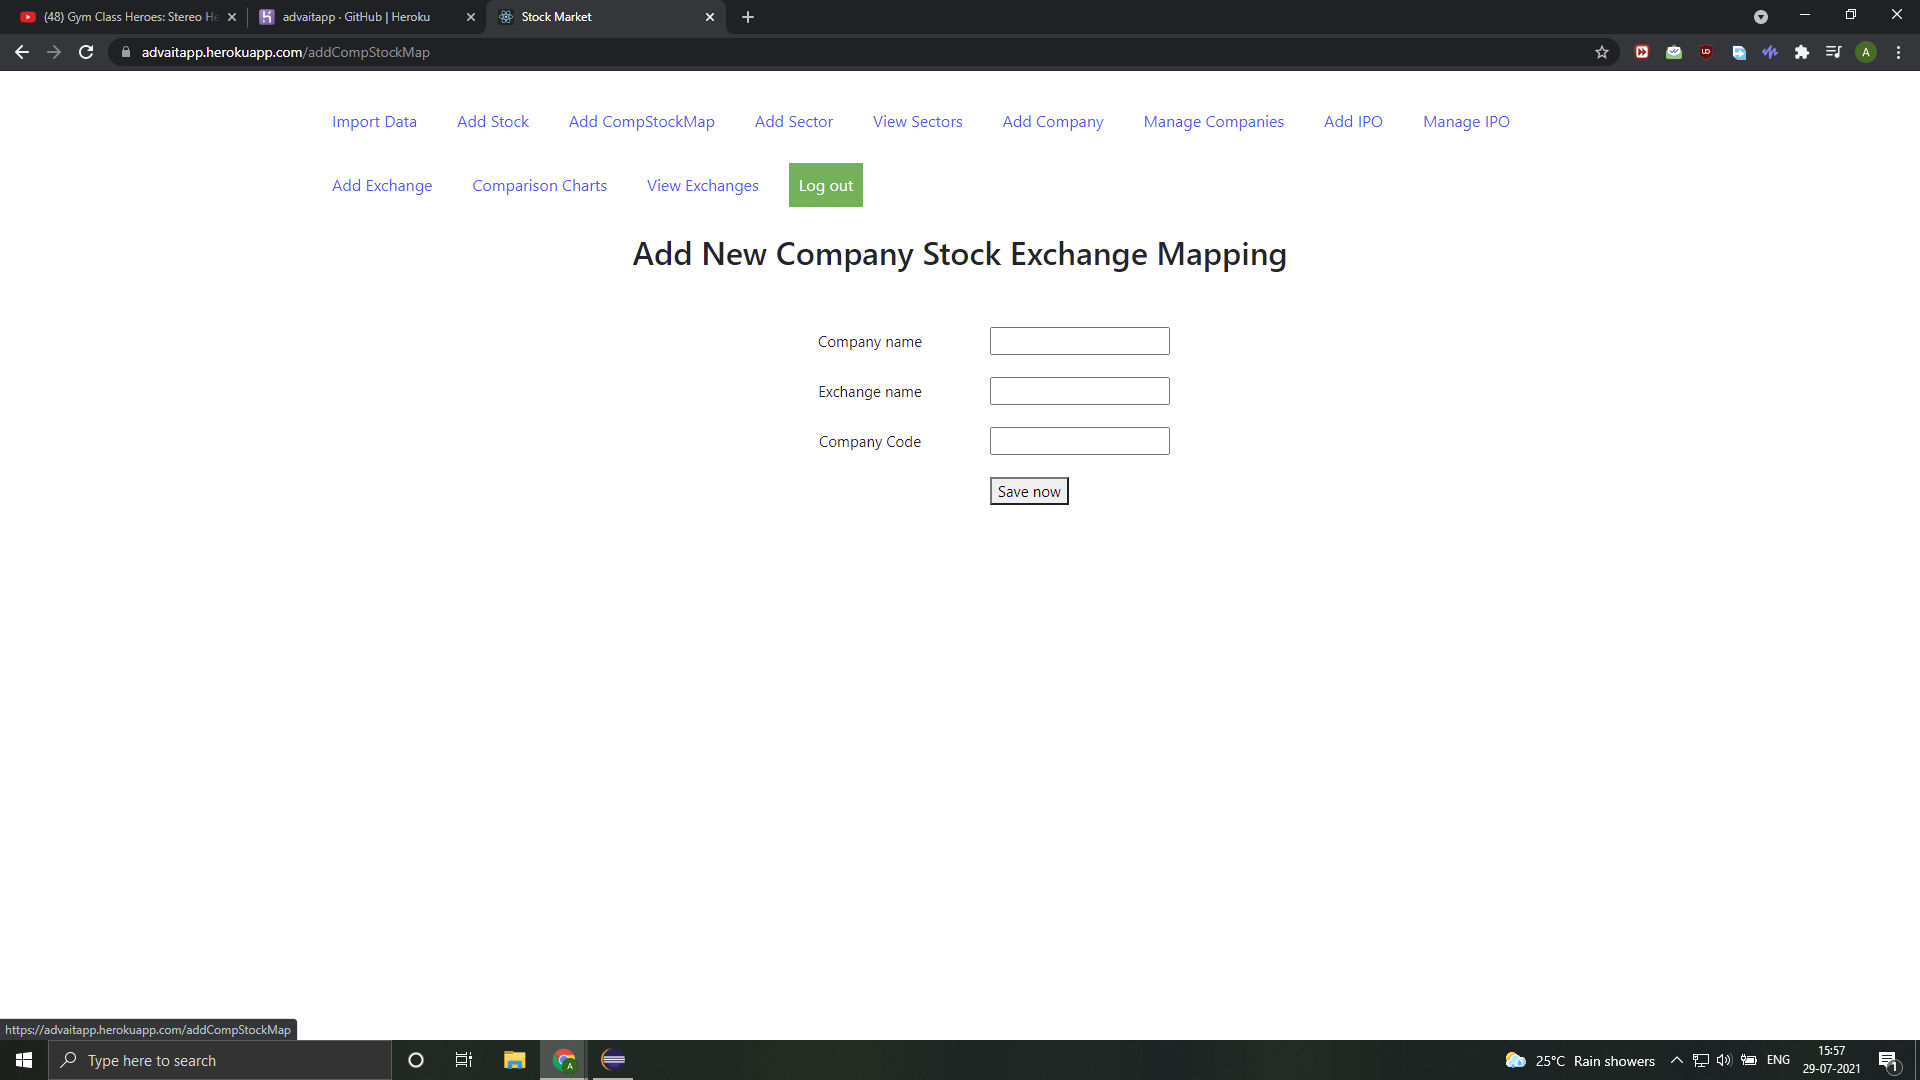 (48) Gym Class Heroes: Stereo He
advaitapp · GitHub | Heroku
Stock Market
advaitapp.herokuapp.com/addCompStockMap
A
Import Data Add Stock Add CompStockMap Add Sector View Sectors Add Company Manage Companies Add IPO Manage IPO
Add Exchange Comparison Charts View Exchanges Log out
Add New Company Stock Exchange Mapping
Company name
Exchange name
Company Code
Save now
https://advaitapp.herokuapp.com/addCompStockMap
Type here to search
A
25°C Rain showers
ENG
15:57
29-07-2021
1